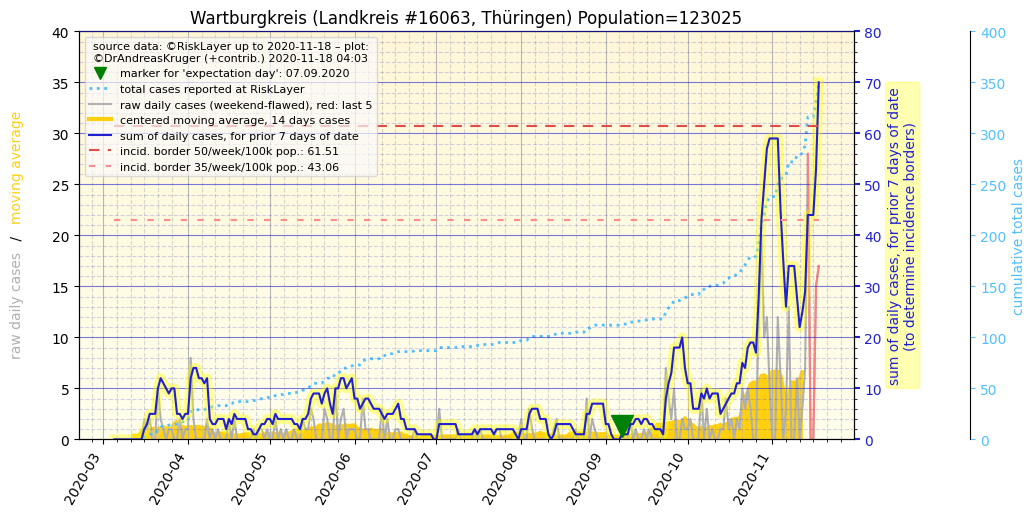 Wartburgkreis (Landkreis #16063, Thüringen) Population=123025
source data: ©RiskLayer up to 2020-11-18 – plot:
©DrAndreasKruger (+contrib.) 2020-11-18 04:03
marker for 'expectation day': 07.09.2020
total cases reported at RiskLayer
raw daily cases (weekend-flawed), red: last 5
centered moving average, 14 days cases
sum of daily cases, for prior 7 days of date
incid. border 50/week/100k pop.: 61.51
incid. border 35/week/100k pop.: 43.06
raw daily cases / moving average
40
35
30
25
20
15
10
5
0
2020-03
2020-04
2020-05
2020-06
2020-07
2020-08
2020-09
2020-10
2020-11
80
70
60
50
40
30
20
10
0
sum of daily cases, for prior 7 days of date
(to determine incidence borders)
400
350
300
250
200
150
100
50
0
cumulative total cases